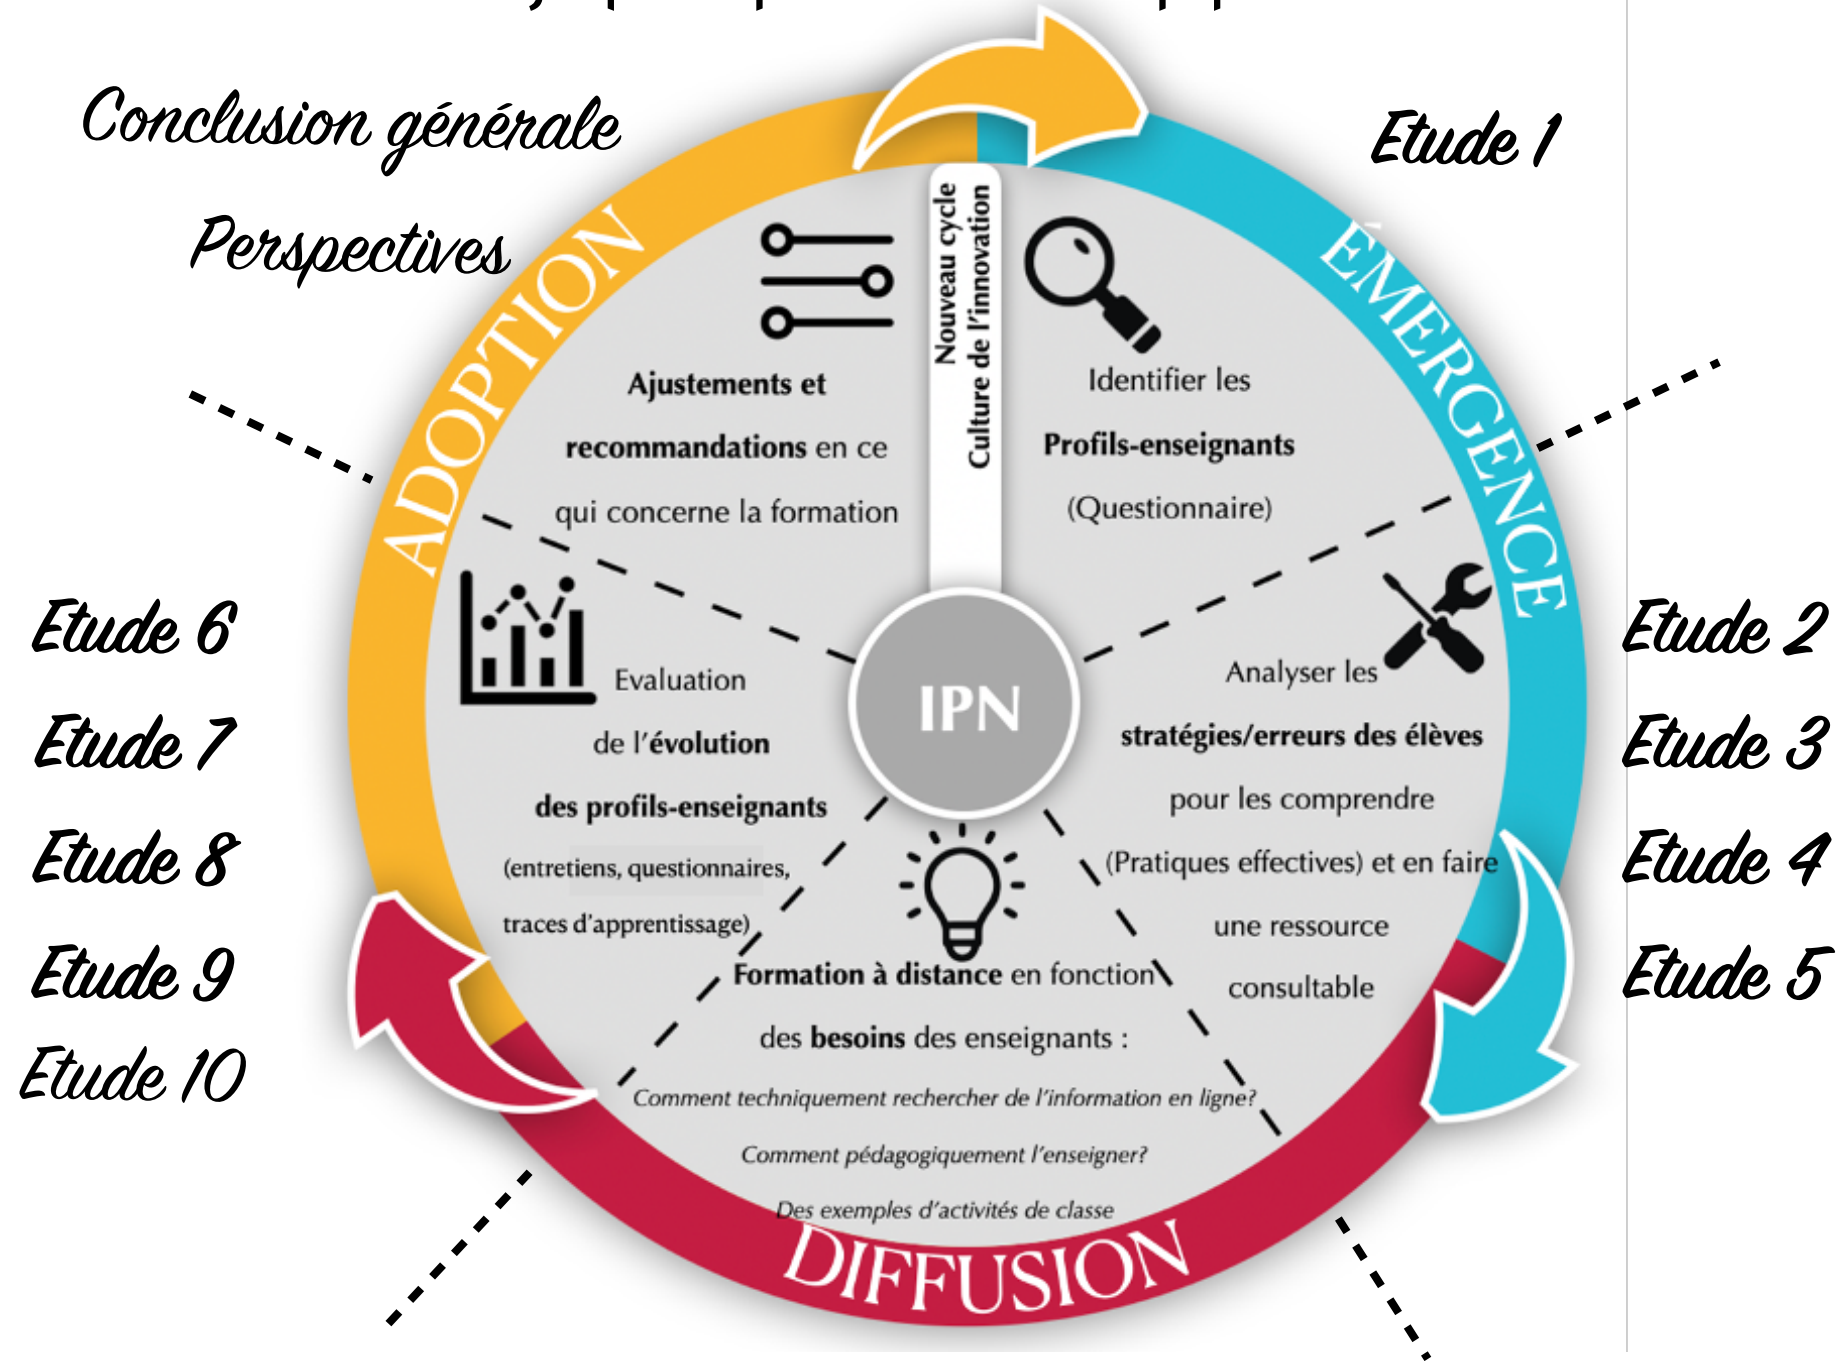 Conclusion générale
Perspectives
Etude 1
ADOPTION
ÉMERGENCE
Nouveau cycle
Culture de l'innovation
Ajustements et
recommandations en ce
qui concerne la formation
Identifier les
Profils-enseignants
(Questionnaire)
IPN
Etude 2
Etude 3
Etude 4
Etude 5
Analyser les
stratégies/erreurs des élèves
pour les comprendre
(Pratiques effectives) et en faire
une ressource
consultable
Formation à distance en fonction
des besoins des enseignants :
Comment techniquement rechercher de l'information en ligne?
Comment pédagogiquement l'enseigner?
Des exemples d'activités de classe
DIFFUSION
Etude 6
Etude 7
Etude 8
Etude 9
Etude 10
Evaluation
de l'évolution
des profils-enseignants
(entretiens, questionnaires,
traces d'apprentissage)